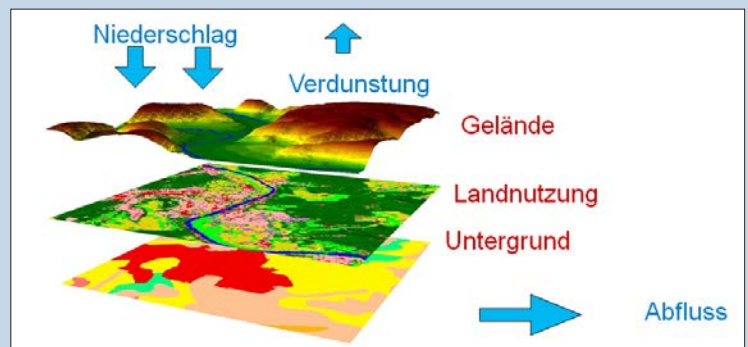 Niederschlag
Verdunstung
Gelände
Landnutzung
Untergrund
Abfluss